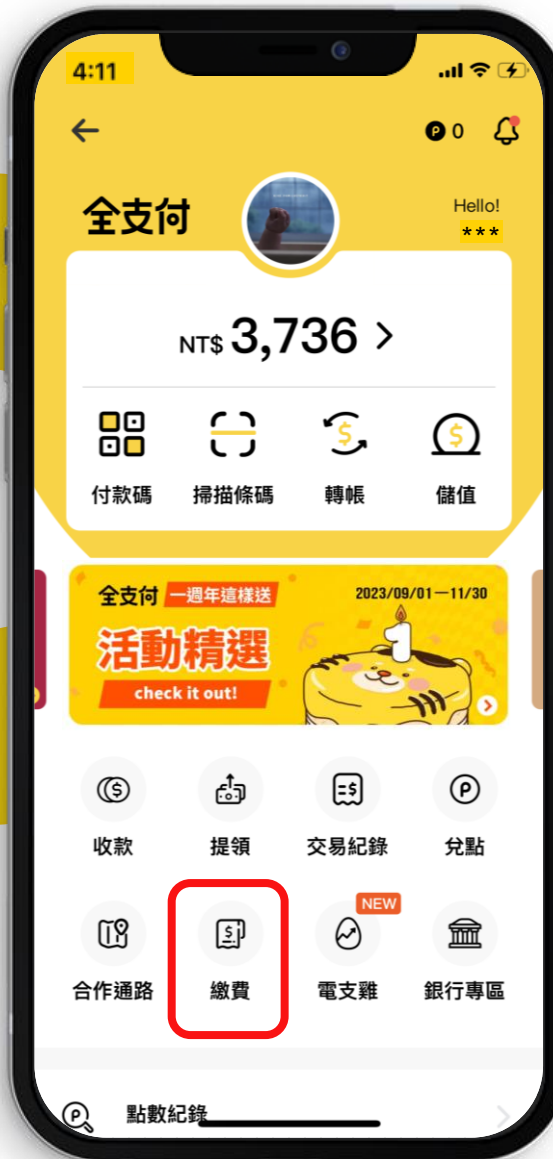 4:11
P 0
全支付
Hello!
***
NT$ 3,736 >
付款碼 掃描條碼 轉帳 儲值
全支付 一週年這樣送 2023/09/01－11/30
活動精選
check it out!
1
收款 提領 交易紀錄 兌點
NEW
合作通路 繳費 電支雞 銀行專區
點數紀錄